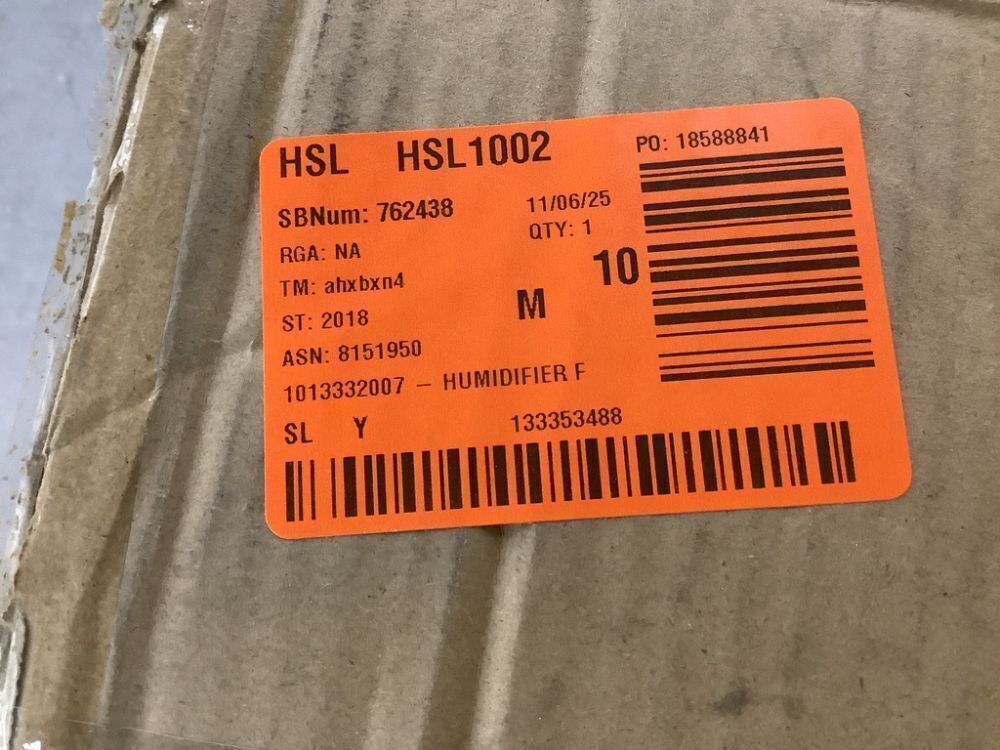 HSL HSL1002
PO: 18588841
SBNum: 762438
11/06/25
RGA: NA
QTY: 1
TM: ahxbxn4
10
M
ST: 2018
ASN: 8151950
1013332007 – HUMIDIFIER F
SL Y 133353488